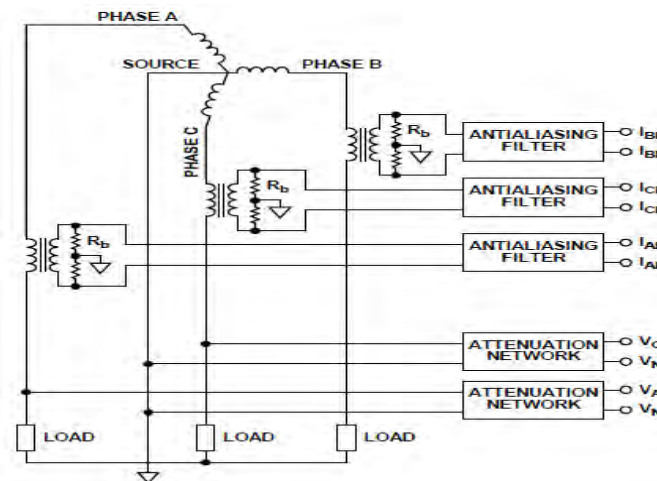 PHASE A
SOURCE
PHASE B
PHASE C
Rb
ANTIALIASING
FILTER
Rb
ANTIALIASING
FILTER
Rb
ANTIALIASING
FILTER
ATTENUATION
NETWORK
ATTENUATION
NETWORK
LOAD
LOAD
LOAD